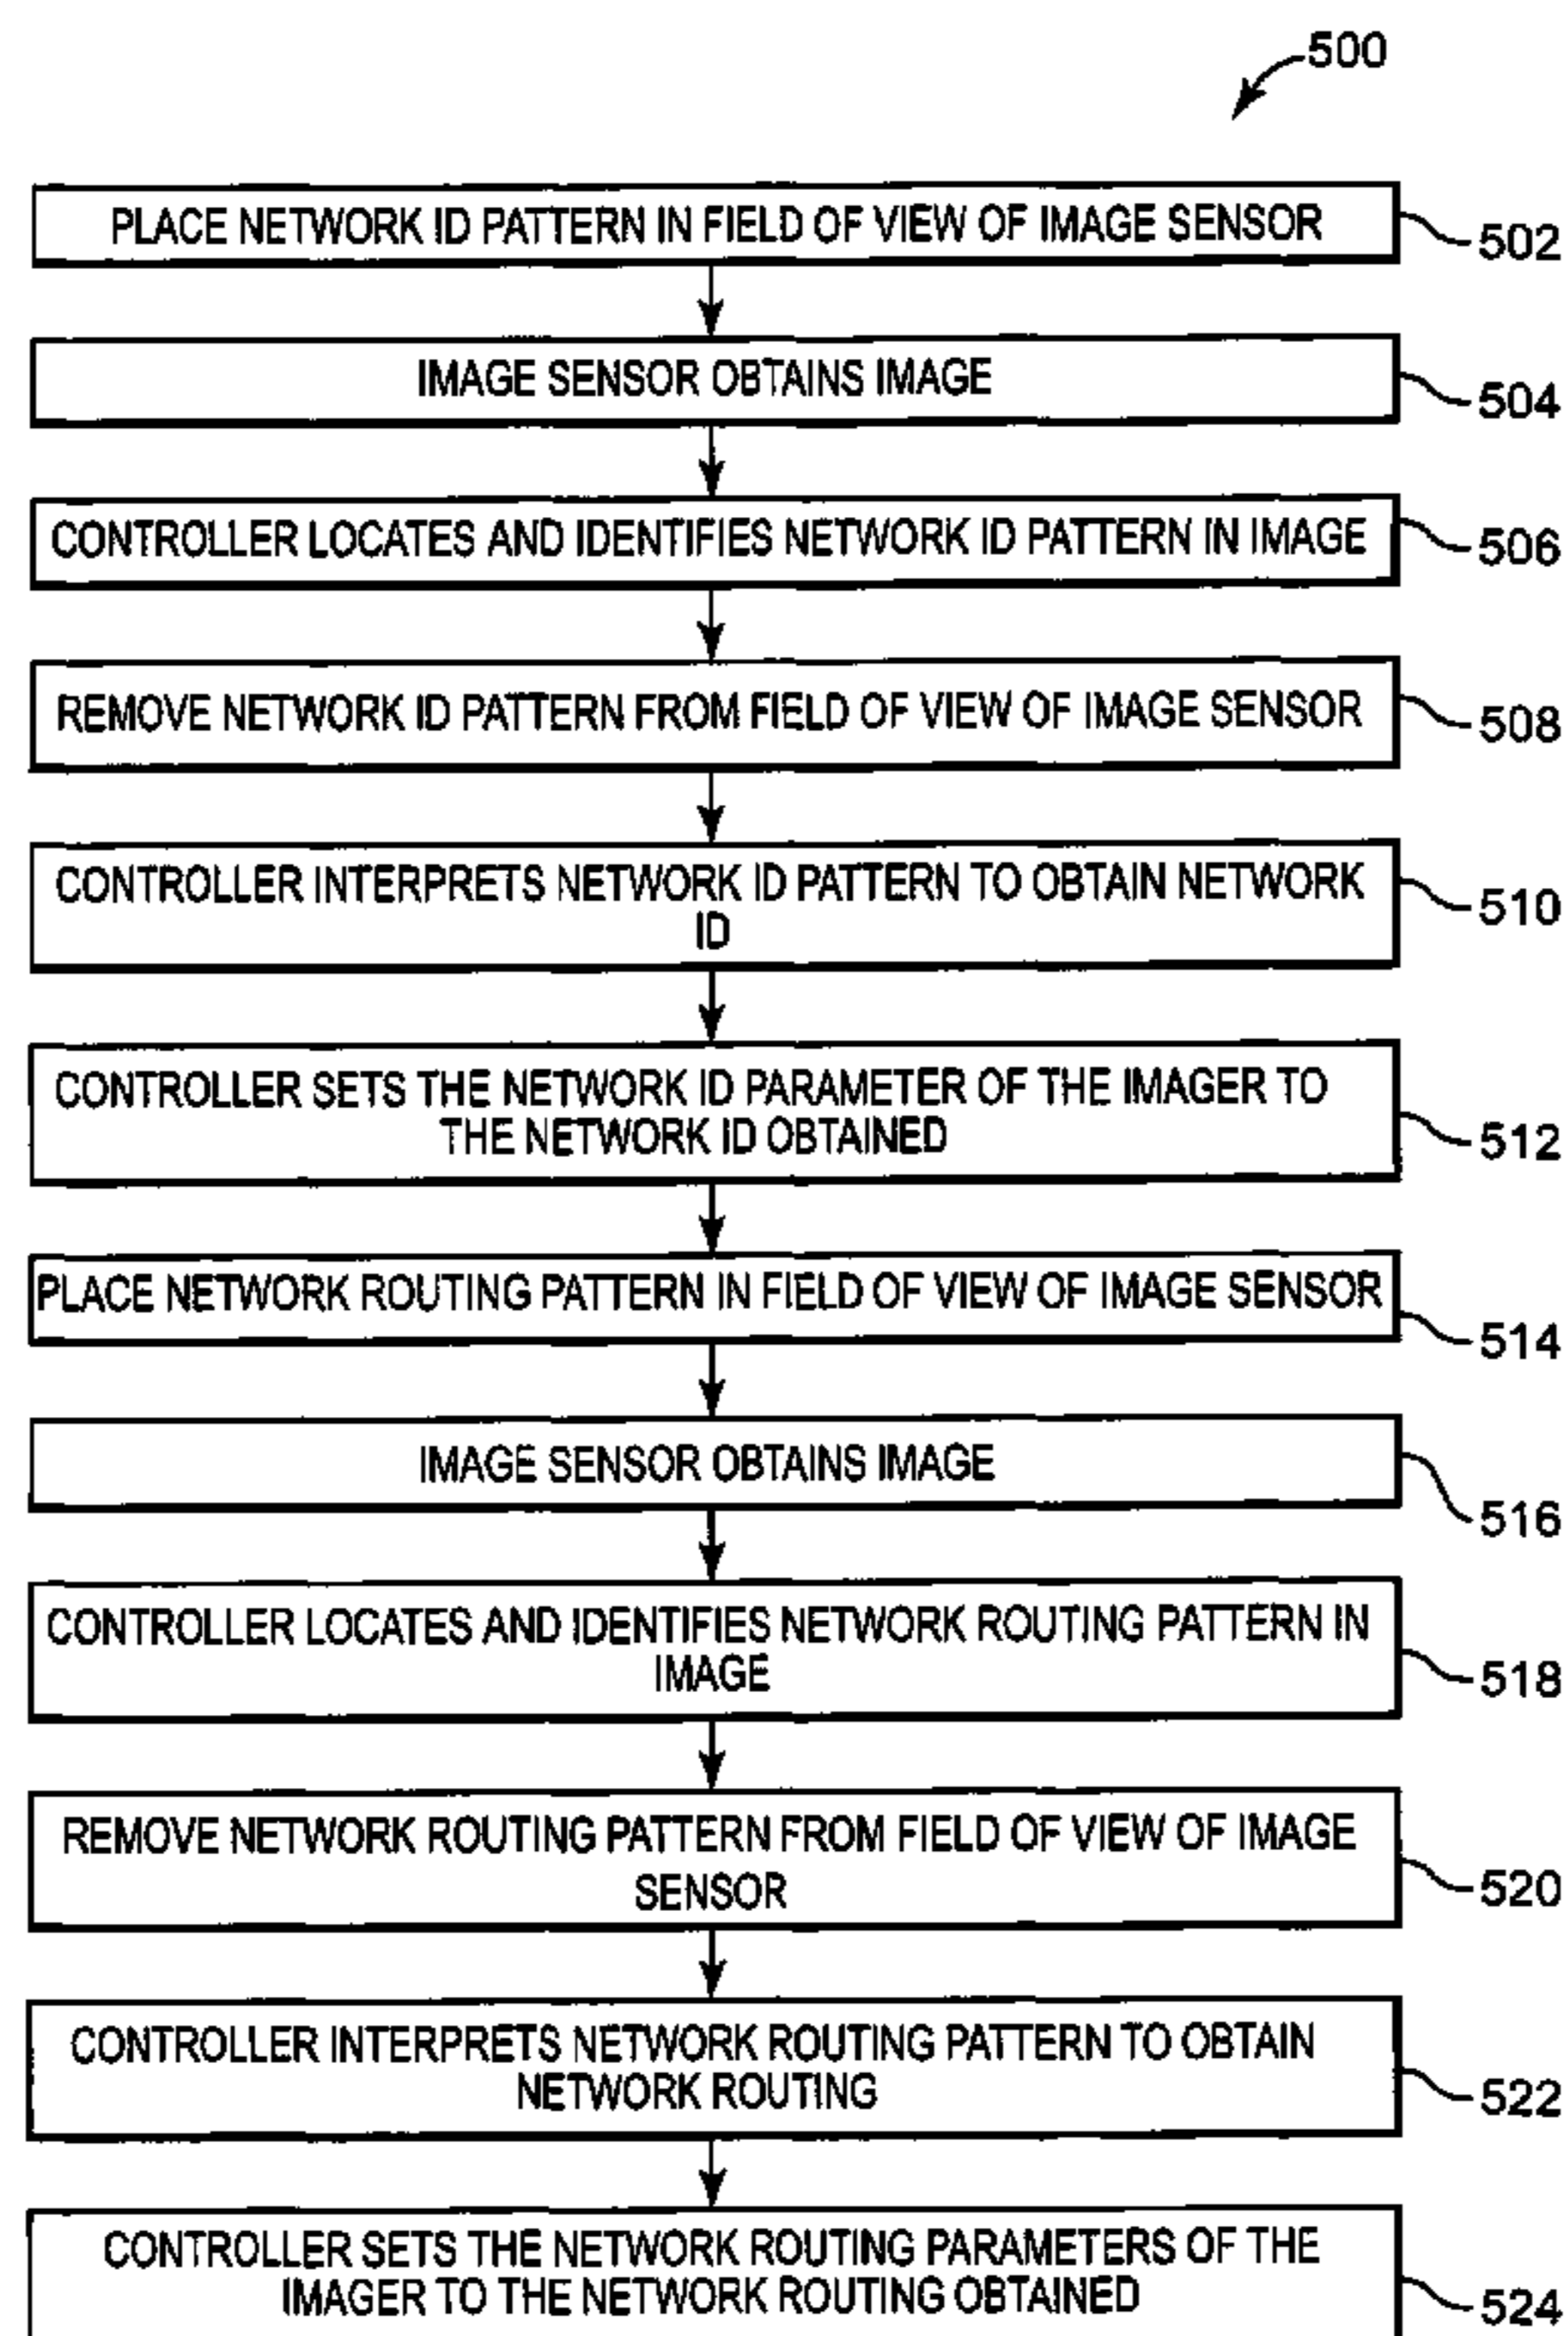 500
PLACE NETWORK ID PATTERN IN FIELD OF VIEW OF IMAGE SENSOR
502
IMAGE SENSOR OBTAINS IMAGE
504
CONTROLLER LOCATES AND IDENTIFIES NETWORK ID PATTERN IN IMAGE
506
REMOVE NETWORK ID PATTERN FROM FIELD OF VIEW OF IMAGE SENSOR
508
CONTROLLER INTERPRETS NETWORK ID PATTERN TO OBTAIN NETWORK
ID
510
CONTROLLER SETS THE NETWORK ID PARAMETER OF THE IMAGER TO
THE NETWORK ID OBTAINED
512
PLACE NETWORK ROUTING PATTERN IN FIELD OF VIEW OF IMAGE SENSOR
514
IMAGE SENSOR OBTAINS IMAGE
516
CONTROLLER LOCATES AND IDENTIFIES NETWORK ROUTING PATTERN IN
IMAGE
518
REMOVE NETWORK ROUTING PATTERN FROM FIELD OF VIEW OF IMAGE
SENSOR
520
CONTROLLER INTERPRETS NETWORK ROUTING PATTERN TO OBTAIN
NETWORK ROUTING
522
CONTROLLER SETS THE NETWORK ROUTING PARAMETERS OF THE
IMAGER TO THE NETWORK ROUTING OBTAINED
524